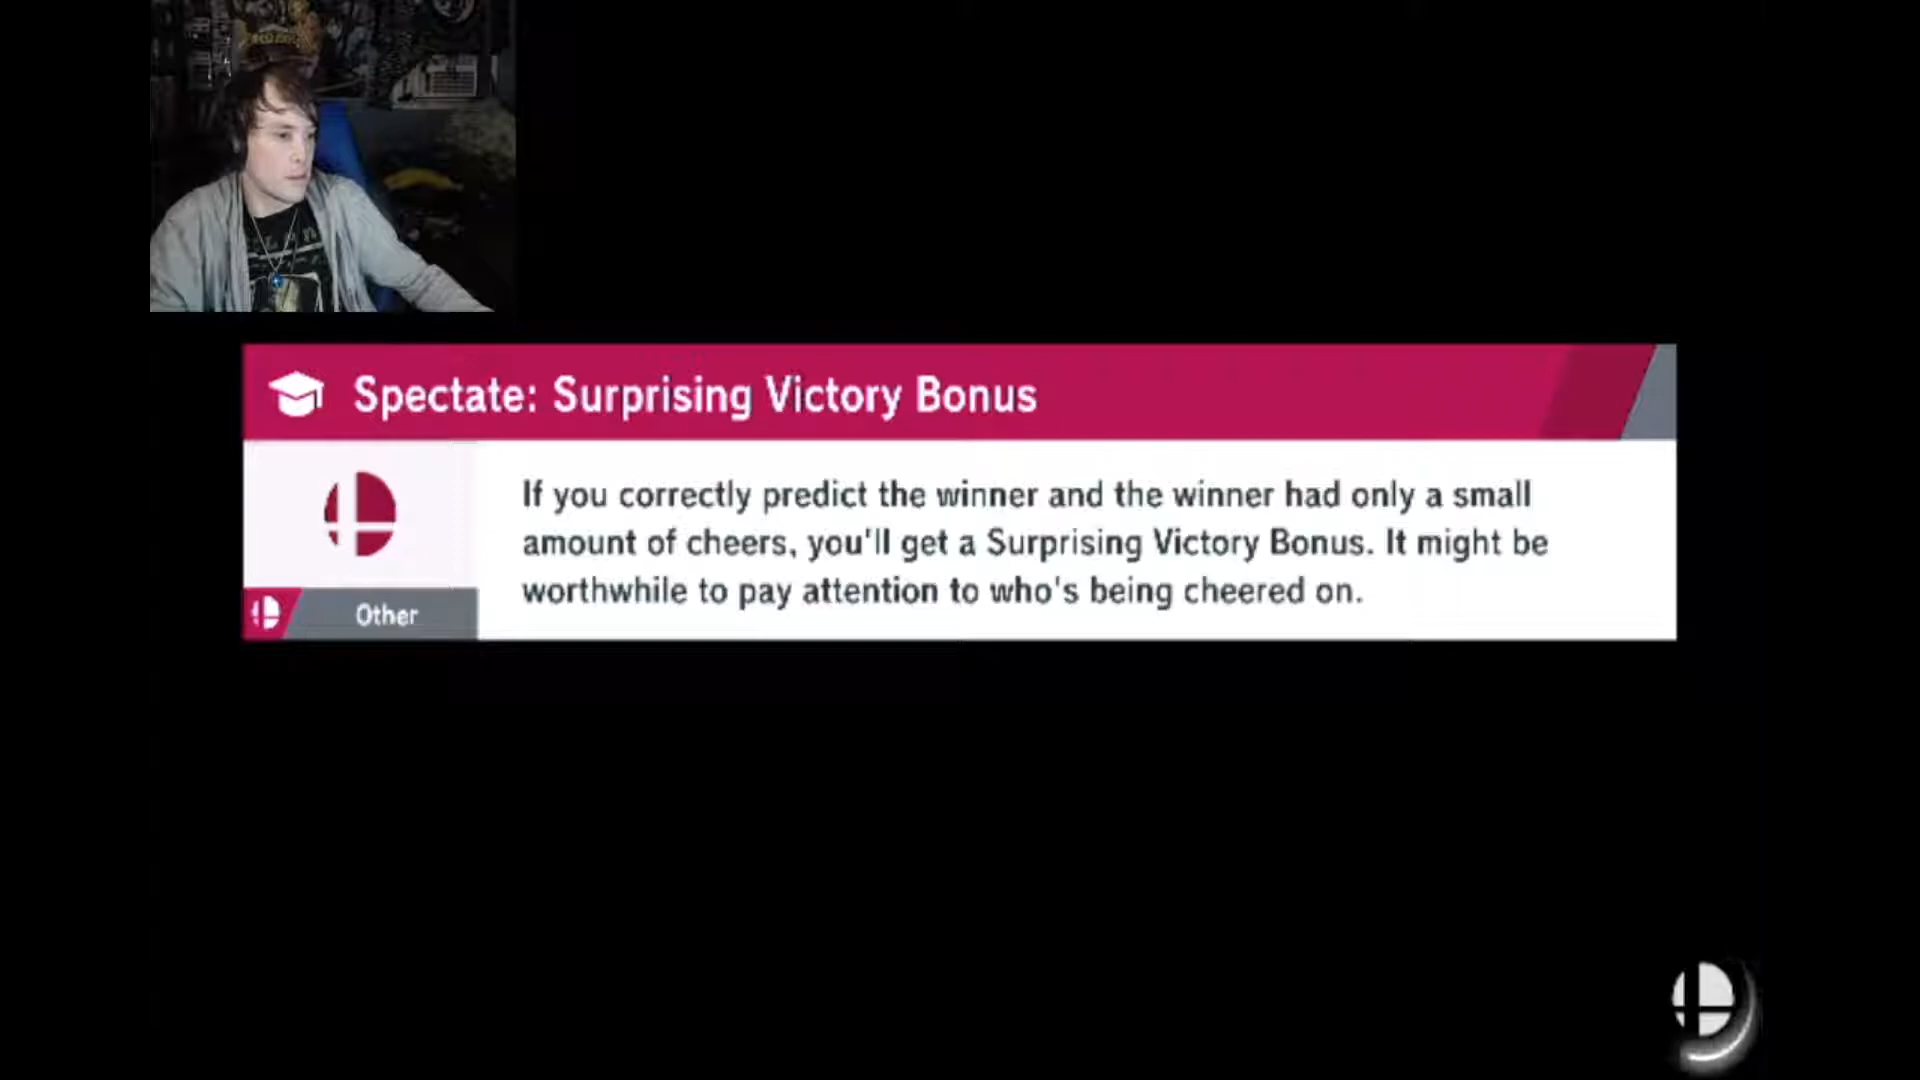 Spectate: Surprising Victory Bonus
If you correctly predict the winner and the winner had only a small
amount of cheers, you'll get a Surprising Victory Bonus. It might be
worthwhile to pay attention to who's being cheered on.
Other